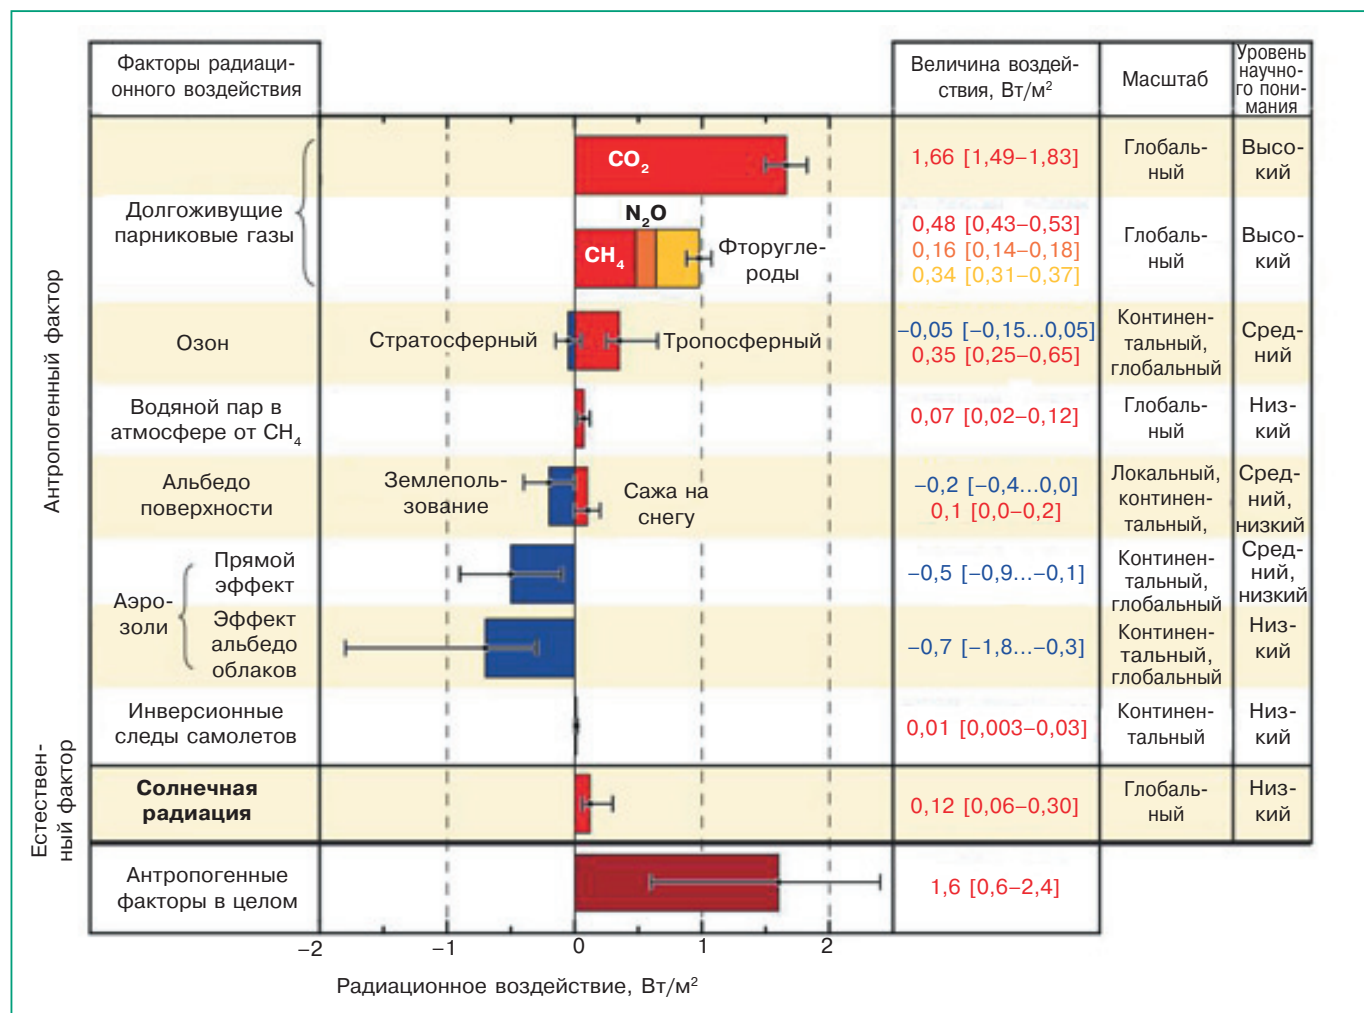 Факторы радиаци-
онного воздействия
Величина воздей-
ствия, Вт/м²
Масштаб
Уровень
научно-
го пони-
мания
Антропогенный фактор
Долгоживущие
парниковые газы
CO₂
1,66 [1,49–1,83]
Глобаль-
ный
Высо-
кий
N₂O
CH₄
Фторугле-
роды
0,48 [0,43–0,53]
0,16 [0,14–0,18]
0,34 [0,31–0,37]
Глобаль-
ный
Высо-
кий
Озон
Стратосферный
Тропосферный
−0,05 [−0,15...0,05]
0,35 [0,25–0,65]
Континен-
тальный,
глобальный
Сред-
ний
Водяной пар в
атмосфере от CH₄
0,07 [0,02–0,12]
Глобаль-
ный
Низ-
кий
Альбедо
поверхности
Землеполь-
зование
Сажа на
снегу
−0,2 [−0,4...0,0]
0,1 [0,0–0,2]
Локальный,
континен-
тальный,
Сред-
ний,
низкий
Аэро-
золи
Прямой
эффект
−0,5 [−0,9...−0,1]
Континен-
тальный,
глобальный
Сред-
ний,
низкий
Эффект
альбедо
облаков
−0,7 [−1,8...−0,3]
Континен-
тальный,
глобальный
Низ-
кий
Инверсионные
следы самолетов
0,01 [0,003–0,03]
Континен-
тальный
Низ-
кий
Естествен-
ный фактор
Солнечная
радиация
0,12 [0,06–0,30]
Глобаль-
ный
Низ-
кий
Антропогенные
факторы в целом
1,6 [0,6–2,4]
−2 −1 0 1 2
Радиационное воздействие, Вт/м²